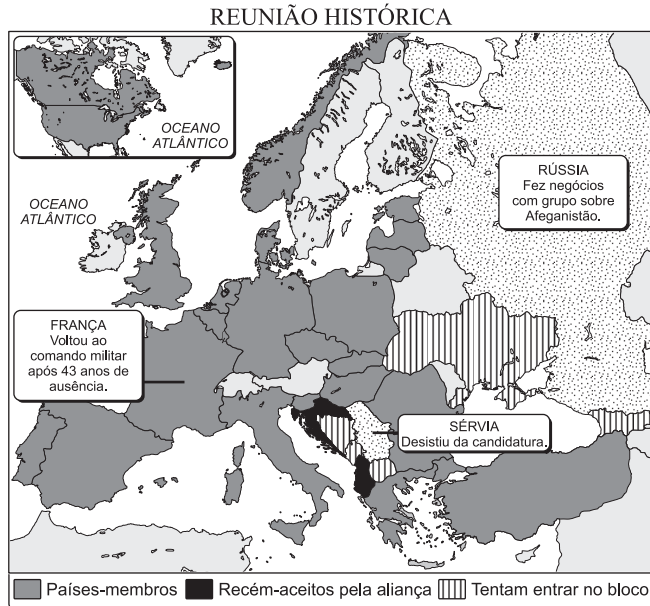 REUNIÃO HISTÓRICA
OCEANO
ATLÂNTICO
OCEANO
ATLÂNTICO
RÚSSIA
Fez negócios
com grupo sobre
Afeganistão.
FRANÇA
Voltou ao
comando militar
após 43 anos de
ausência.
SÉRVIA
Desistiu da candidatura.
Países-membros
Recém-aceitos pela aliança
Tentam entrar no bloco